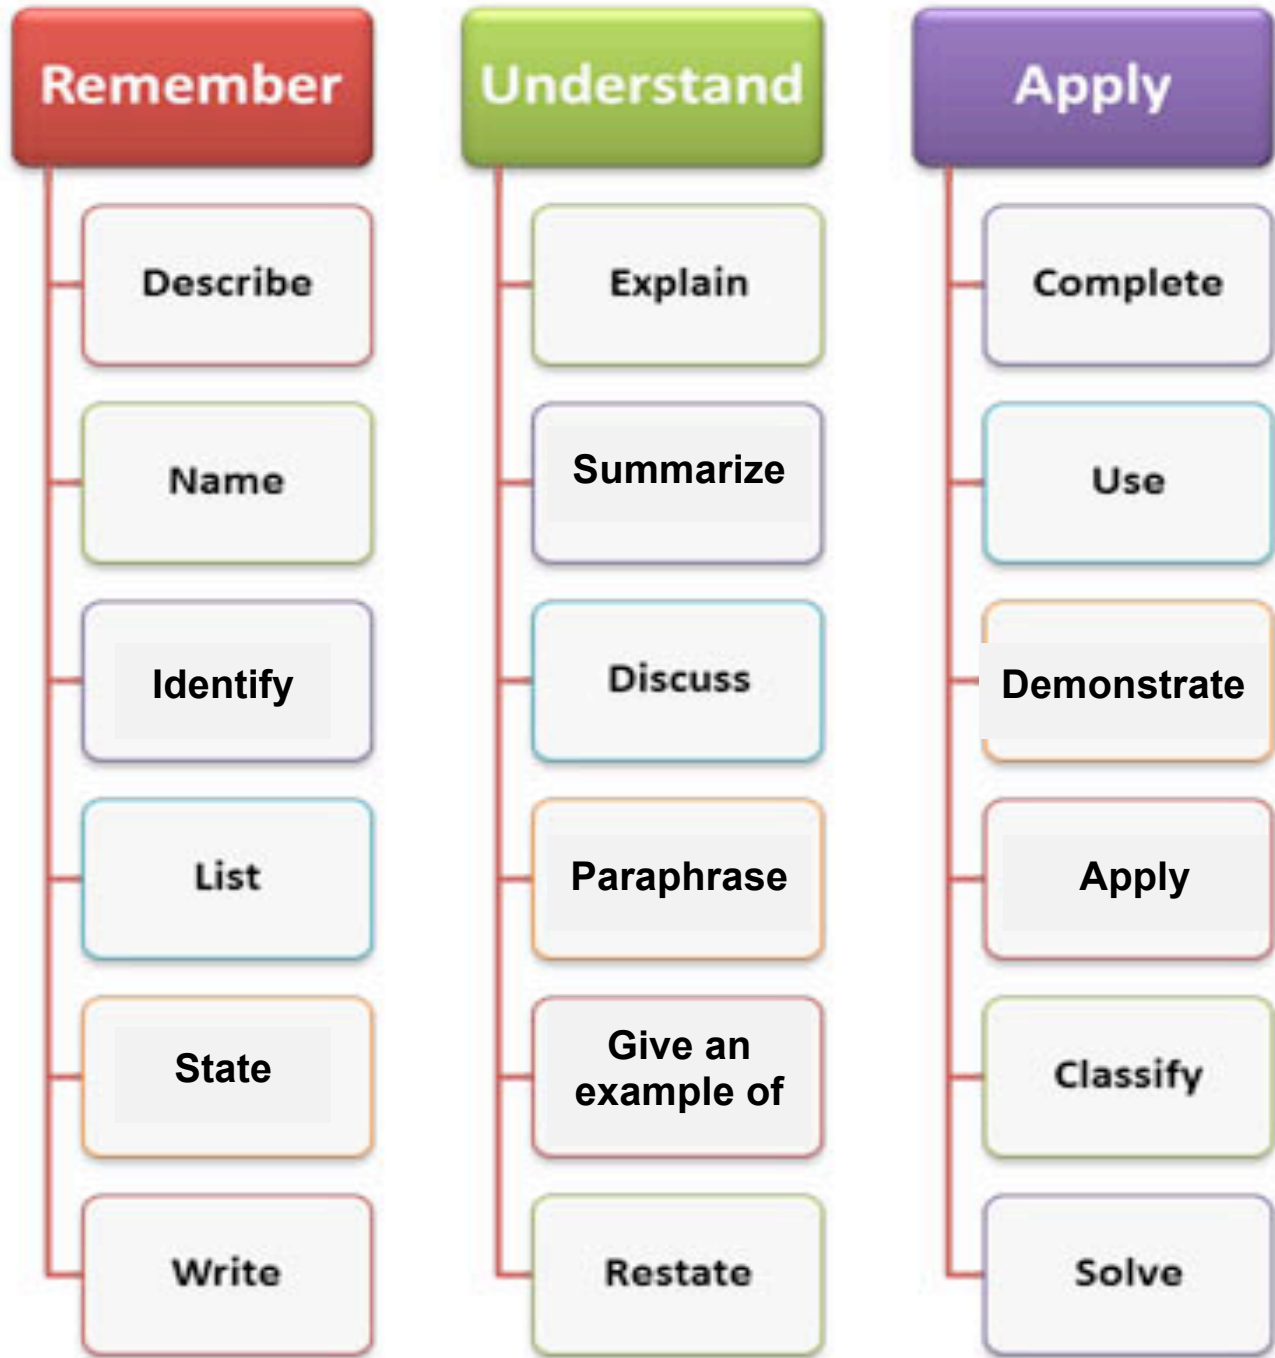 Remember
Describe
Name
Identify
List
State
Write
Understand
Explain
Summarize
Discuss
Paraphrase
Give an
example of
Restate
Apply
Complete
Use
Demonstrate
Apply
Classify
Solve